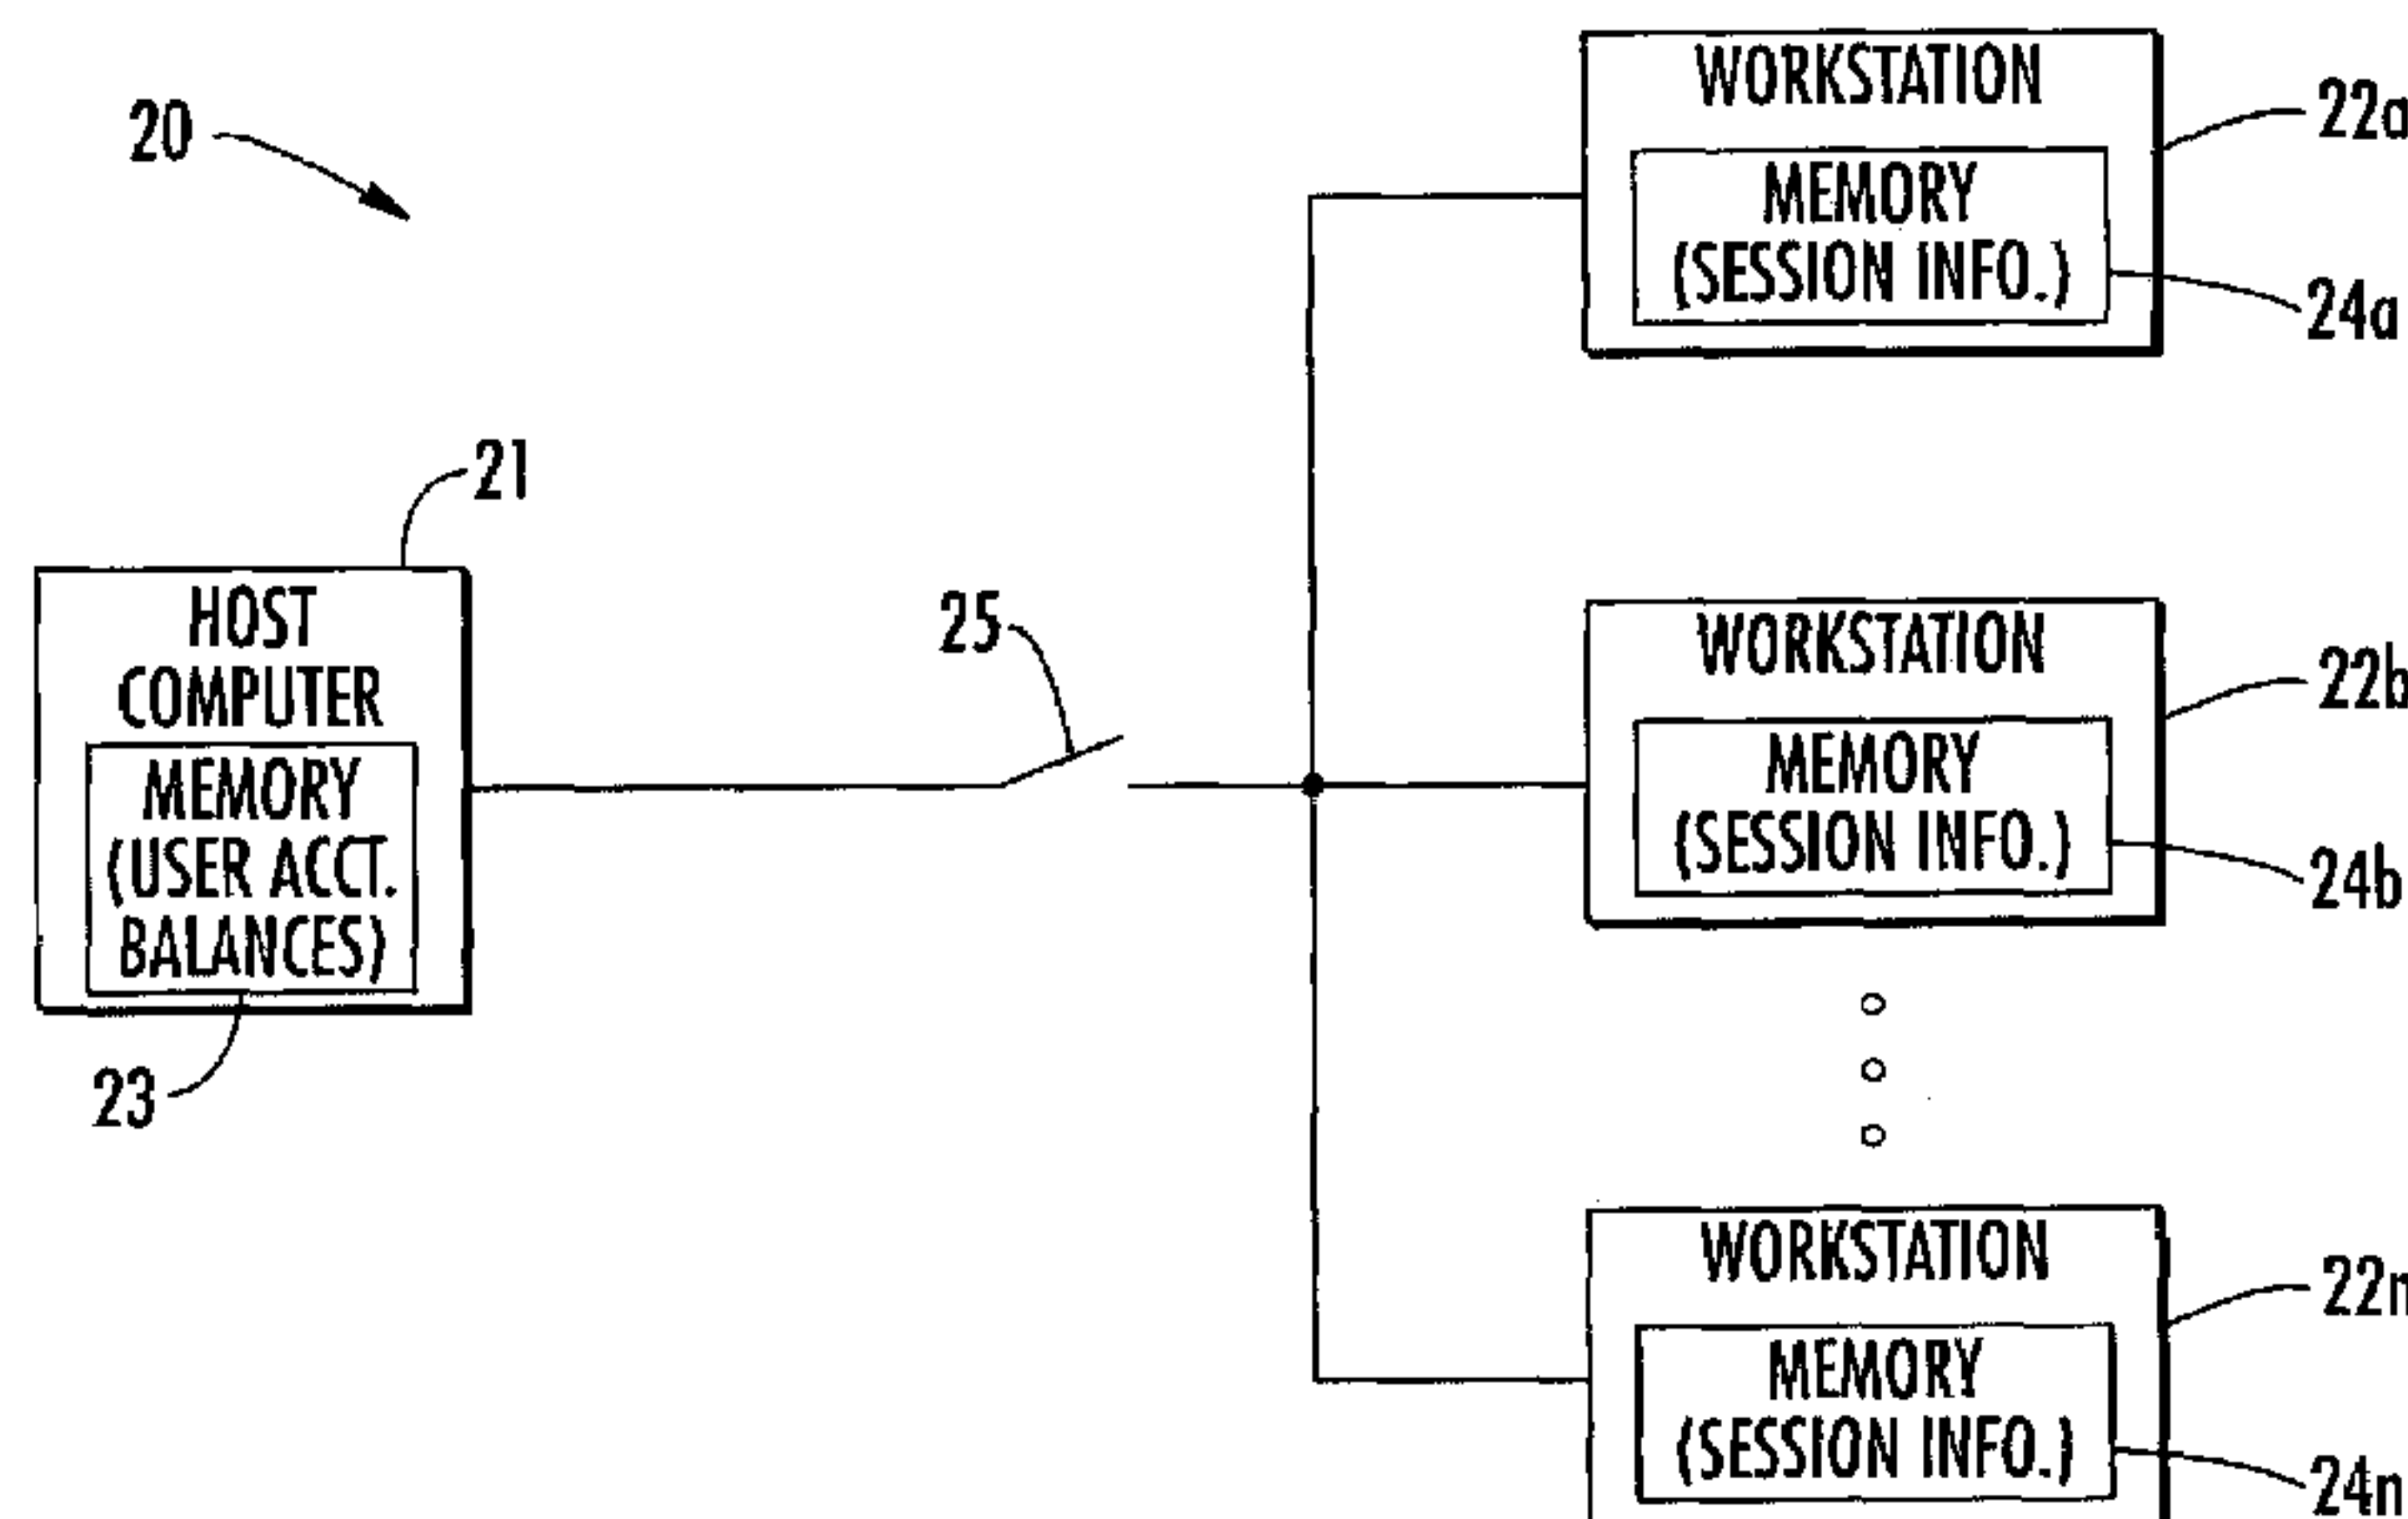 20
WORKSTATION
22a
MEMORY
(SESSION INFO.)
24a
21
HOST
COMPUTER
MEMORY
(USER ACCT.
BALANCES)
23
25
WORKSTATION
22b
MEMORY
(SESSION INFO.)
24b
WORKSTATION
22n
MEMORY
(SESSION INFO.)
24n